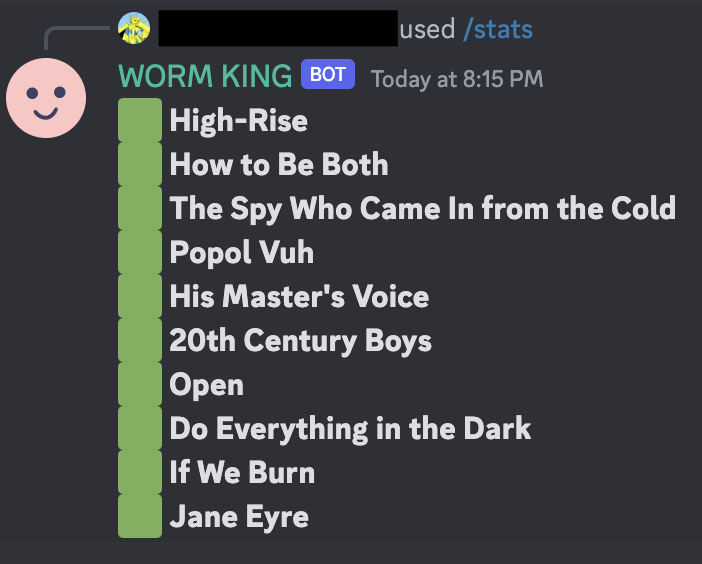 used /stats
WORM KING BOT Today at 8:15 PM
High-Rise
How to Be Both
The Spy Who Came In from the Cold
Popol Vuh
His Master's Voice
20th Century Boys
Open
Do Everything in the Dark
If We Burn
Jane Eyre